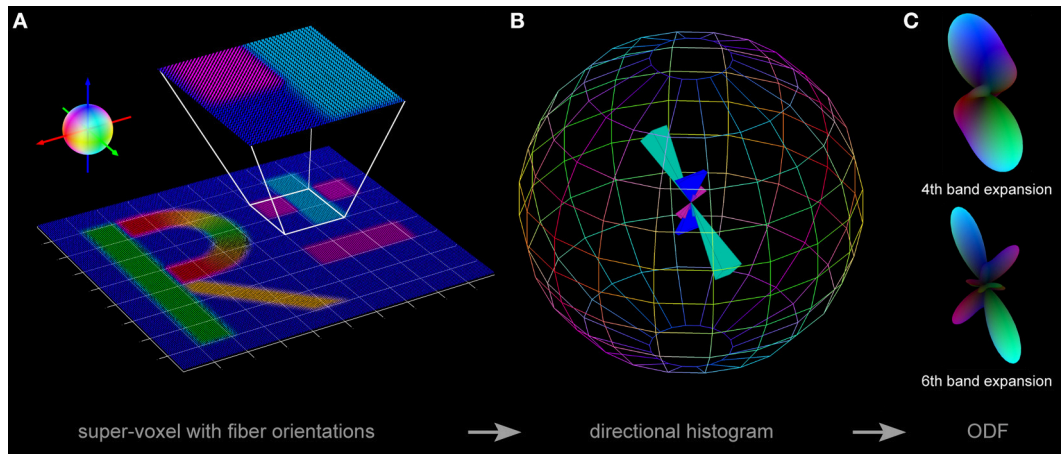 A
B
C
4th band expansion
6th band expansion
super-voxel with fiber orientations
directional histogram
ODF